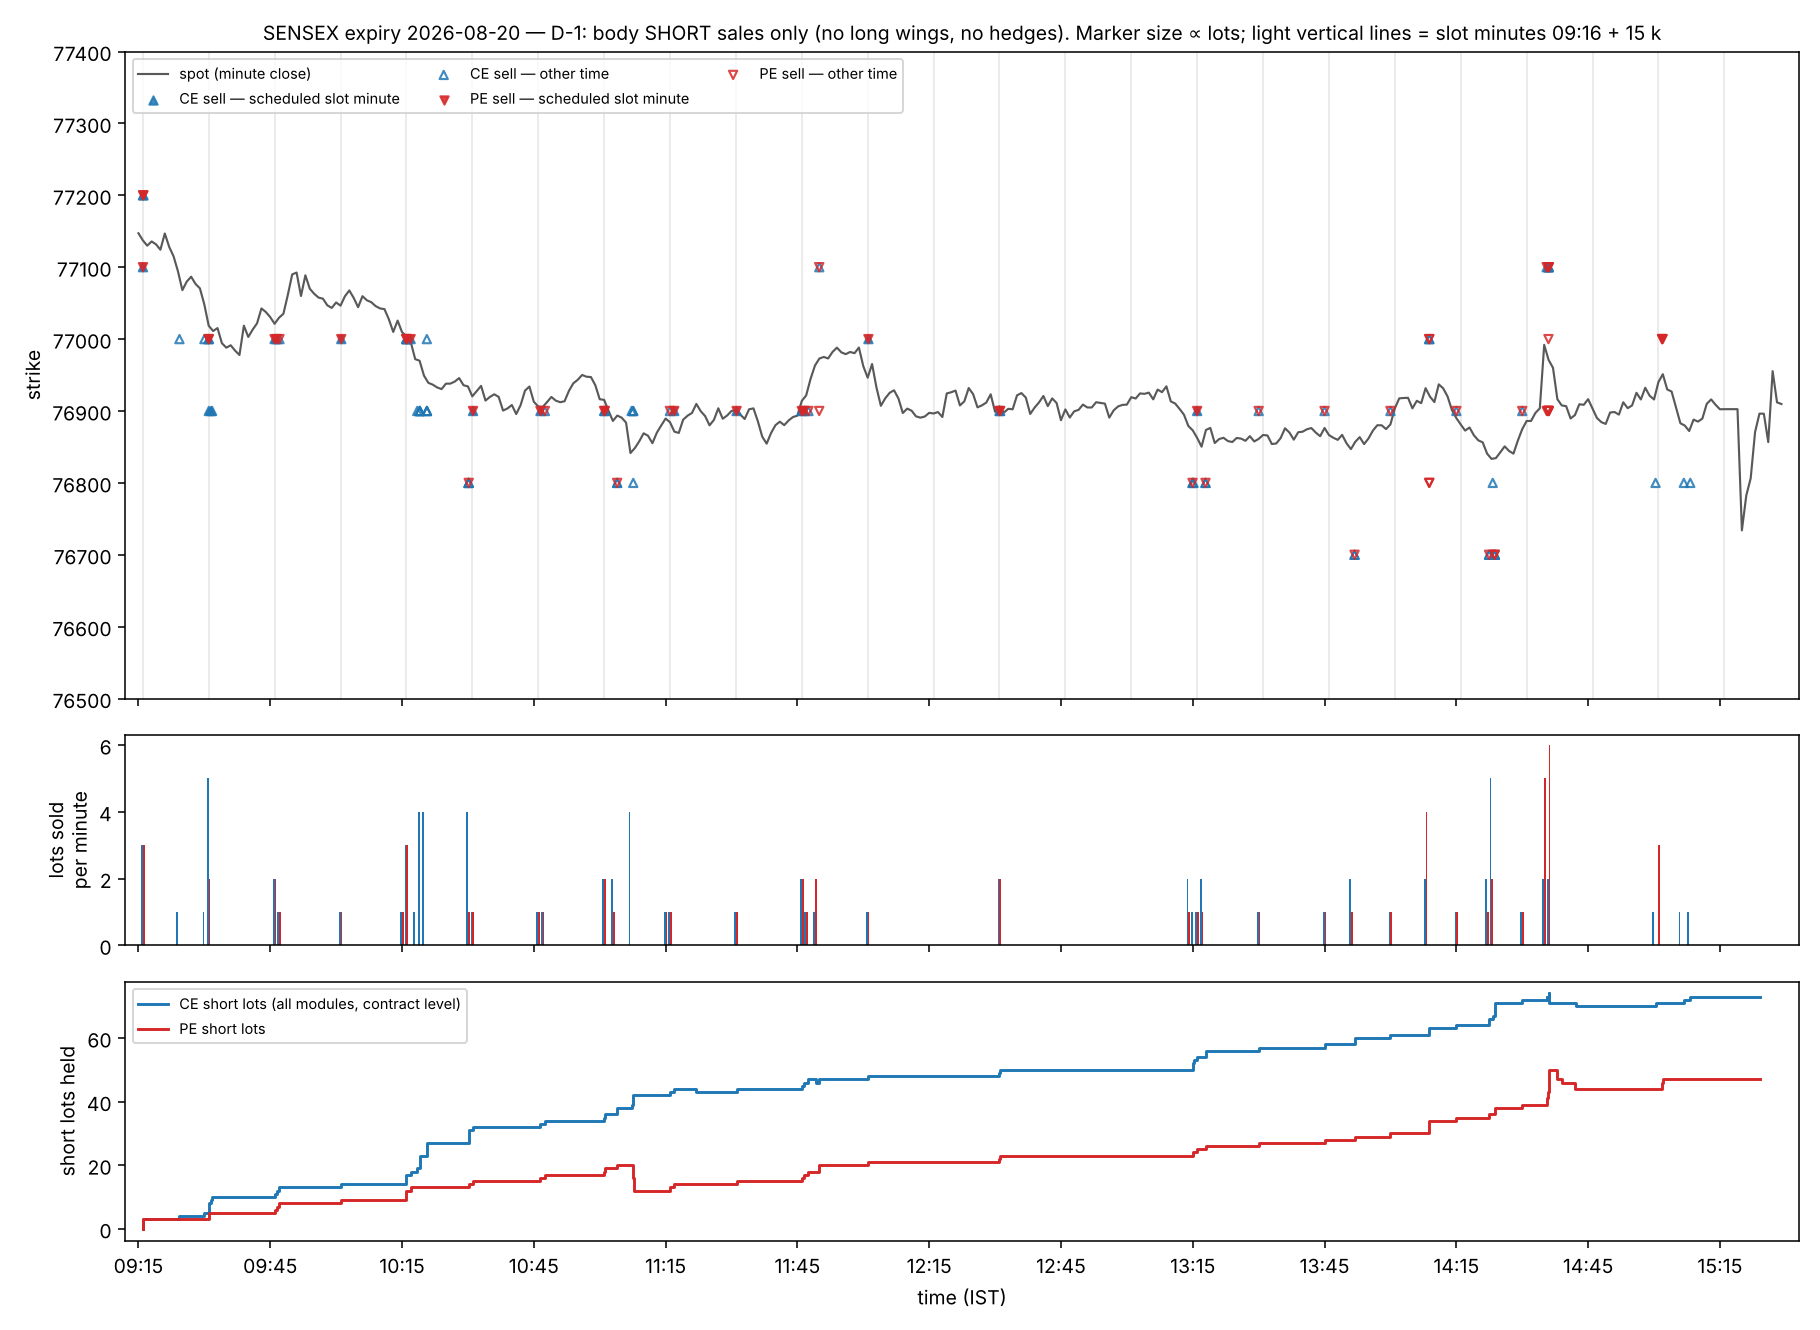 SENSEX expiry 2026-08-20 — D-1: body SHORT sales only (no long wings, no hedges). Marker size ∝ lots; light vertical lines = slot minutes 09:16 + 15 k
spot (minute close)
CE sell — scheduled slot minute
CE sell — other time
PE sell — scheduled slot minute
PE sell — other time
strike
77400
77300
77200
77100
77000
76900
76800
76700
76600
76500
lots sold
per minute
6
4
2
0
CE short lots (all modules, contract level)
PE short lots
short lots held
60
40
20
0
09:15
09:45
10:15
10:45
11:15
11:45
12:15
12:45
13:15
13:45
14:15
14:45
15:15
time (IST)